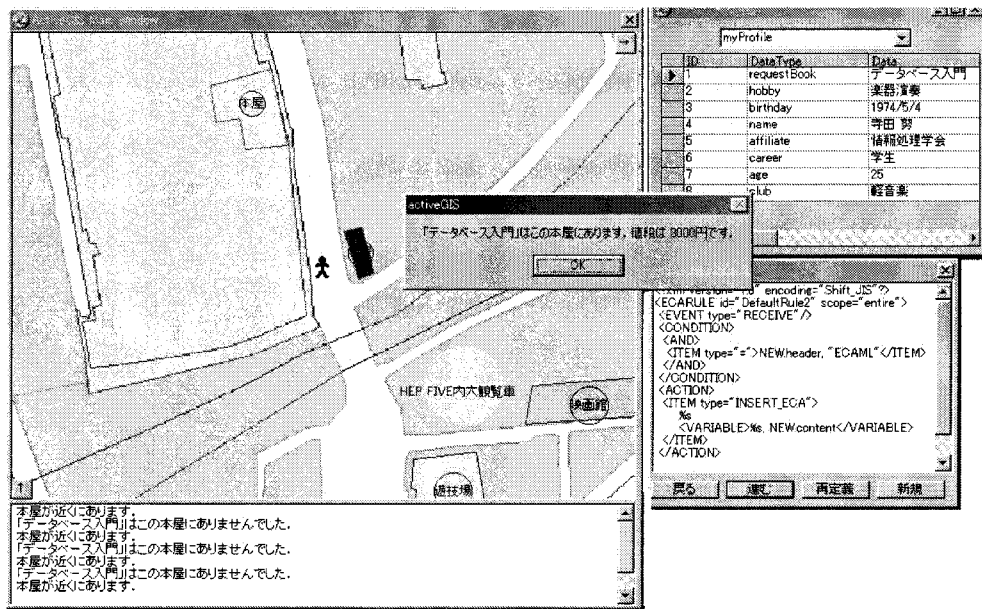 activeGIS Main window
本屋
HEP FIVE内大観覧車
映画館
遊技場
本屋が近くにあります.
「データベース入門」はこの本屋にありませんでした.
本屋が近くにあります.
「データベース入門」はこの本屋にありませんでした.
本屋が近くにあります.
「データベース入門」はこの本屋にありませんでした.
本屋が近くにあります.
myProfile
ID DataType Data
1 requestBook データベース入門
2 hobby 楽器演奏
3 birthday 1974/5/4
4 name 寺田 努
5 affiliate 情報処理学会
6 career 学生
7 age 25
8 club 軽音楽
activeGIS
「データベース入門」はこの本屋にあります. 値段は 8000円です.
OK
encoding="Shift_JIS"?>
<ECARULE id="DefaultRule2" scope="entire">
<EVENT type="RECEIVE"/>
<CONDITION>
<AND>
<ITEM type="=">NEW.header, "ECAML"</ITEM>
</AND>
</CONDITION>
<ACTION>
<ITEM type="INSERT_ECA">
%s
<VARIABLE>%s, NEW.content</VARIABLE>
</ITEM>
</ACTION>
戻る 進む 再定義 新規